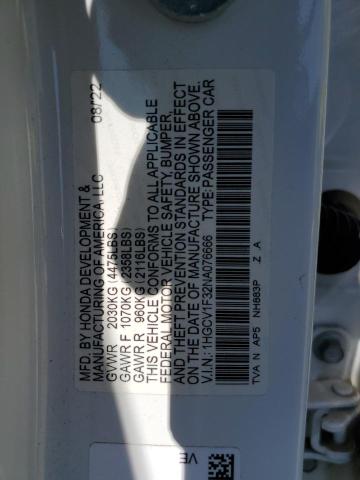 MFD. BY HONDA DEVELOPMENT &
MANUFACTURING OF AMERICA, LLC 08/22
GVWR 2030KG (4475LBS)
GAWR F 1070KG (2358LBS)
GAWR R 960KG (2116LBS)
THIS VEHICLE CONFORMS TO ALL APPLICABLE
FEDERAL MOTOR VEHICLE SAFETY, BUMPER,
AND THEFT PREVENTION STANDARDS IN EFFECT
ON THE DATE OF MANUFACTURE SHOWN ABOVE.
V.I.N.: 1HGCV1F32NA076666 TYPE: PASSENGER CAR
TVA N AP5 NH883P Z A
VE